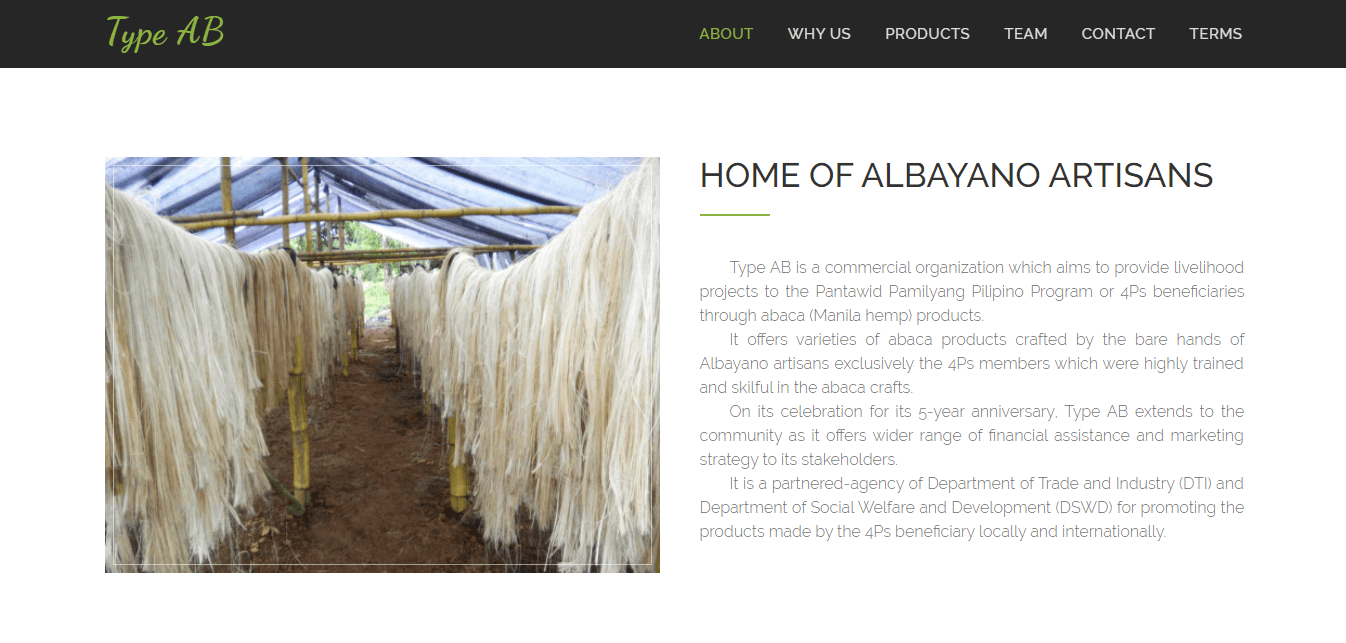 Type AB
ABOUT WHY US PRODUCTS TEAM CONTACT TERMS
HOME OF ALBAYANO ARTISANS
Type AB is a commercial organization which aims to provide livelihood
projects to the Pantawid Pamilyang Pilipino Program or 4Ps beneficiaries
through abaca (Manila hemp) products.
It offers varieties of abaca products crafted by the bare hands of
Albayano artisans exclusively the 4Ps members which were highly trained
and skilful in the abaca crafts.
On its celebration for its 5-year anniversary, Type AB extends to the
community as it offers wider range of financial assistance and marketing
strategy to its stakeholders.
It is a partnered-agency of Department of Trade and Industry (DTI) and
Department of Social Welfare and Development (DSWD) for promoting the
products made by the 4Ps beneficiary locally and internationally.